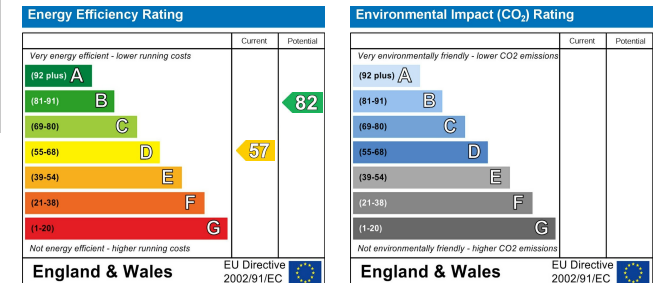 Energy Efficiency Rating
Current Potential
Very energy efficient - lower running costs
(92 plus) A
(81-91) B
82
(69-80) C
(55-68) D
57
(39-54) E
(21-38) F
(1-20) G
Not energy efficient - higher running costs
England & Wales
EU Directive
2002/91/EC
Environmental Impact (CO₂) Rating
Current Potential
Very environmentally friendly - lower CO2 emissions
(92 plus) A
(81-91) B
(69-80) C
(55-68) D
(39-54) E
(21-38) F
(1-20) G
Not environmentally friendly - higher CO2 emissions
England & Wales
EU Directive
2002/91/EC